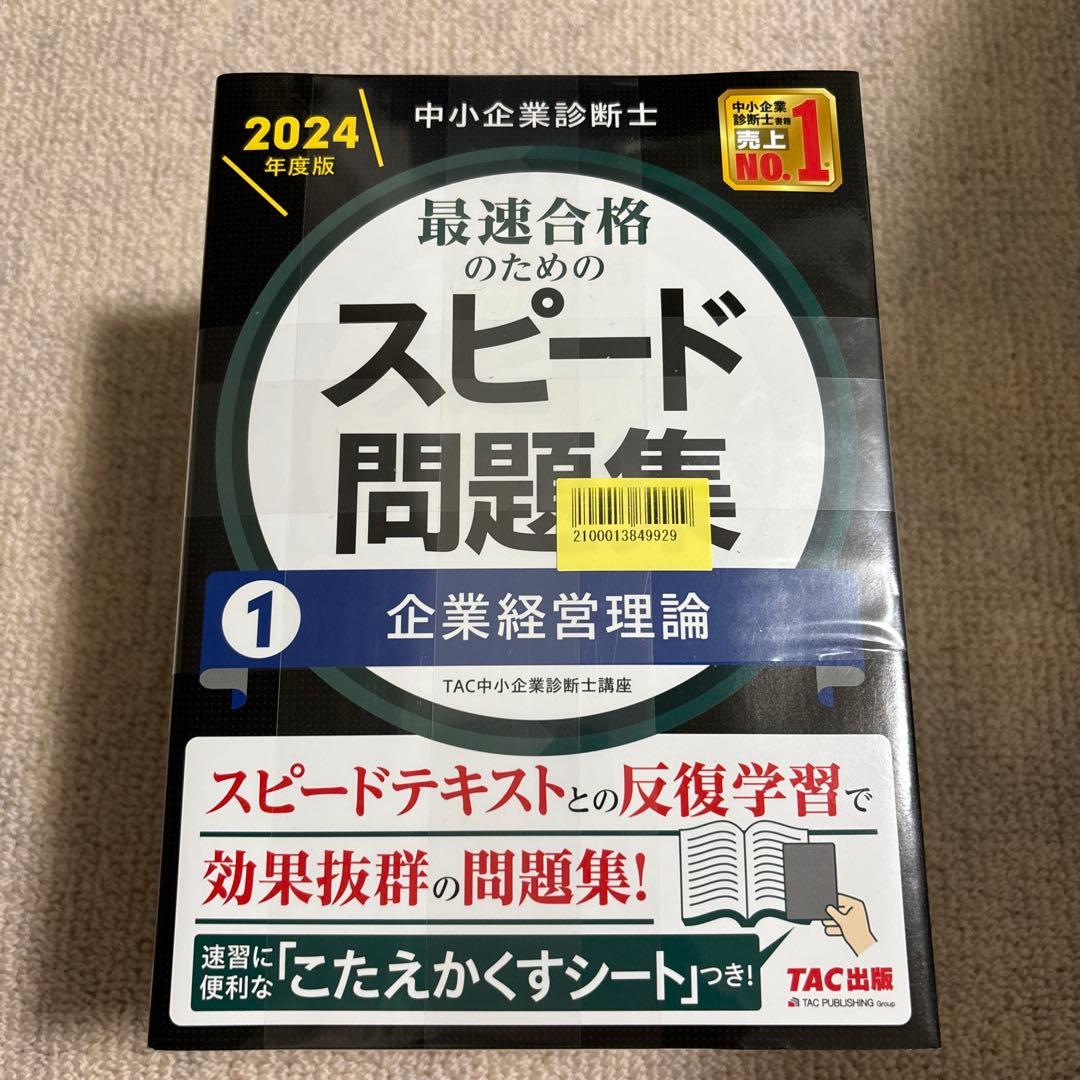 2024
年度版
中小企業診断士
中小企業
診断士書籍
売上
NO.1
最速合格
のための
スピード
問題集
2100013849929
1 企業経営理論
TAC中小企業診断士講座
スピードテキストとの反復学習で
効果抜群の問題集!
速習に
便利な「こたえかくすシート」つき!
TAC出版
TAC PUBLISHING Group